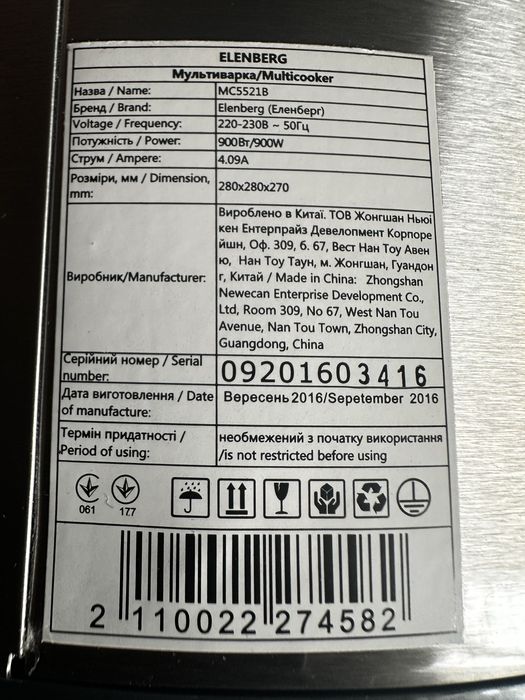 ELENBERG
Мультиварка/Multicooker
Назва / Name: MC5521B
Бренд / Brand: Elenberg (Еленберг)
Voltage / Frequency: 220-230В ~ 50Гц
Потужність / Power: 900Вт/900W
Струм / Ampere: 4.09A
Розміри, мм / Dimension, mm: 280x280x270
Виробник/Manufacturer:
Вироблено в Китаї. ТОВ Жонгшан Ньюі
кен Ентерпрайз Девелопмент Корпоре
йшн, Оф. 309, б. 67, Вест Нан Тоу Авен
ю, Нан Тоу Таун, м. Жонгшан, Гуандон
г, Китай / Made in China: Zhongshan
Newecan Enterprise Development Co.,
Ltd, Room 309, No 67, West Nan Tou
Avenue, Nan Tou Town, Zhongshan City,
Guangdong, China
Серійний номер / Serial number: 09201603416
Дата виготовлення / Date of manufacture: Вересень 2016/Sepetember 2016
Термін придатності / Period of using:
необмежений з початку використання
/is not restricted before using
061 177
2 110022 274582